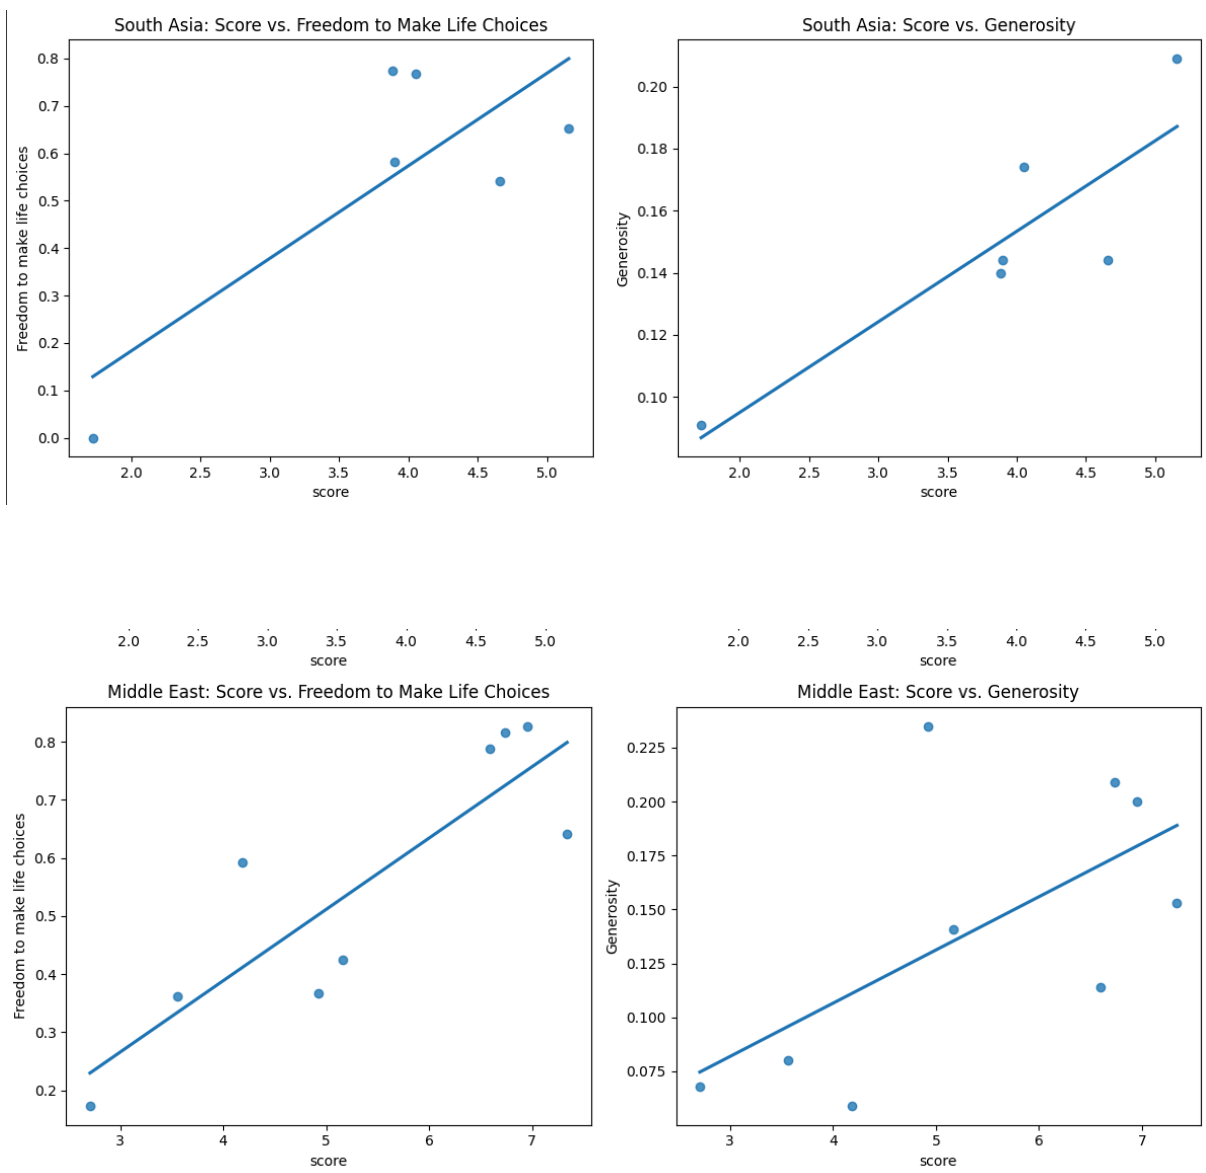 South Asia: Score vs. Freedom to Make Life Choices
0.8
0.7
0.6
0.5
0.4
0.3
0.2
0.1
0.0
Freedom to make life choices
2.0 2.5 3.0 3.5 4.0 4.5 5.0
score
South Asia: Score vs. Generosity
0.20
0.18
0.16
0.14
0.12
0.10
Generosity
2.0 2.5 3.0 3.5 4.0 4.5 5.0
score
2.0 2.5 3.0 3.5 4.0 4.5 5.0
score
2.0 2.5 3.0 3.5 4.0 4.5 5.0
score
Middle East: Score vs. Freedom to Make Life Choices
0.8
0.7
0.6
0.5
0.4
0.3
0.2
Freedom to make life choices
3 4 5 6 7
score
Middle East: Score vs. Generosity
0.225
0.200
0.175
0.150
0.125
0.100
0.075
Generosity
3 4 5 6 7
score